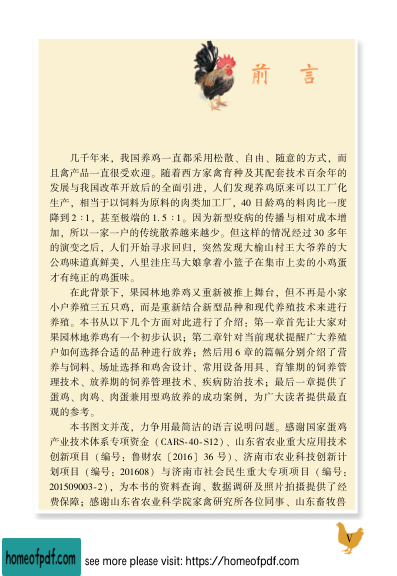 前言
几千年来，我国养鸡一直都采用松散、自由、随意的方式，而
且禽产品一直很受欢迎。随着西方家禽育种及其配套技术百余年的
发展与我国改革开放后的全面引进，人们发现养鸡原来可以工厂化
生产，相当于以饲料为原料的肉类加工厂，40 日龄鸡的料肉比一度
降到 2∶1，甚至极端的 1.5∶1。因为新型疫病的传播与相对成本增
加，所以一家一户的传统散养越来越少。但这样的情况经过 30 多年
的演变之后，人们开始寻求回归，突然发现大榆山村王大爷养的大
公鸡味道真鲜美，八里洼庄马大娘拿着小篮子在集市上卖的小鸡蛋
才有纯正的鸡蛋味。
在此背景下，果园林地养鸡又重新被推上舞台，但不再是小家
小户养殖三五只鸡，而是重新结合新型品种和现代养殖技术来进行
养殖。本书从以下几个方面对此进行了介绍：第一章首先让大家对
果园林地养鸡有一个初步认识；第二章针对当前现状提醒广大养殖
户如何选择合适的品种进行放养；然后用 6 章的篇幅分别介绍了营
养与饲料、场址选择和鸡舍设计、常用设备用具、育雏期的饲养管
理技术、放养期的饲养管理技术、疾病防治技术；最后一章提供了
蛋鸡、肉鸡、肉蛋兼用型鸡放养的成功案例，为广大读者提供最直
观的参考。
本书图文并茂，力争用最简洁的语言说明问题。感谢国家蛋鸡
产业技术体系专项资金（CARS-40-S12）、山东省农业重大应用技术
创新项目（编号：鲁财农〔2016〕36 号）、济南市农业科技创新计
划项目（编号：201608）与济南市社会民生重大专项项目（编号：
201509003-2），为本书的资料查询、数据调研及照片拍摄提供了经
费保障；感谢山东省农业科学院家禽研究所各位同事、山东畜牧兽
V
homeofpdf.com
see more please visit: https://homeofpdf.com